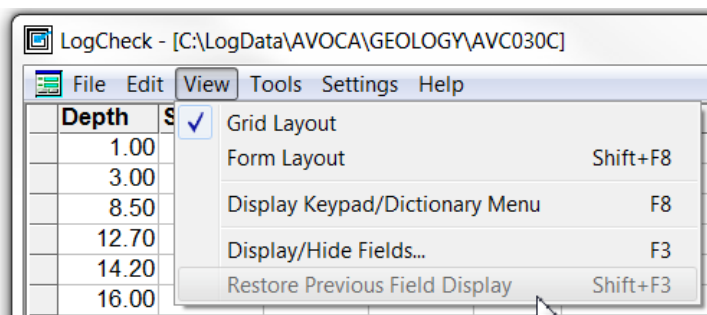 LogCheck - [C:\LogData\AVOCA\GEOLOGY\AVC030C]
File Edit View Tools Settings Help
Depth S
1.00
3.00
8.50
12.70
14.20
16.00
Grid Layout
Form Layout Shift+F8
Display Keypad/Dictionary Menu F8
Display/Hide Fields... F3
Restore Previous Field Display Shift+F3